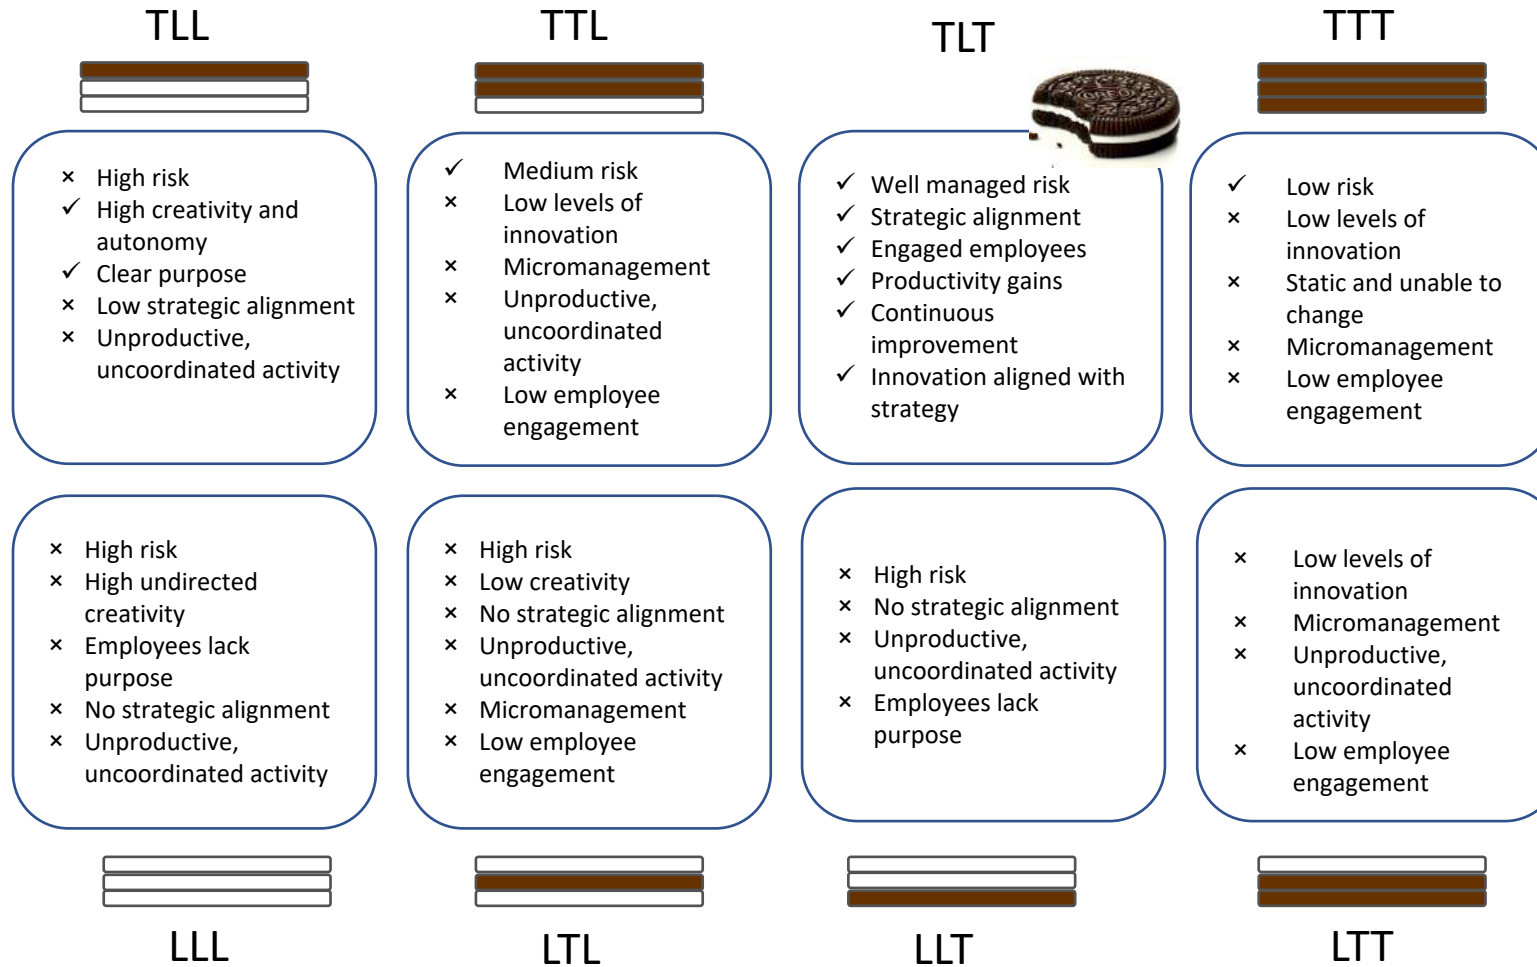 TLL
TTL
TLT
TTT
OREO
× High risk
✓ High creativity and
autonomy
✓ Clear purpose
× Low strategic alignment
× Unproductive,
uncoordinated activity
✓ Medium risk
× Low levels of
innovation
× Micromanagement
× Unproductive,
uncoordinated
activity
× Low employee
engagement
✓ Well managed risk
✓ Strategic alignment
✓ Engaged employees
✓ Productivity gains
✓ Continuous
improvement
✓ Innovation aligned with
strategy
✓ Low risk
× Low levels of
innovation
× Static and unable to
change
× Micromanagement
× Low employee
engagement
× High risk
× High undirected
creativity
× Employees lack
purpose
× No strategic alignment
× Unproductive,
uncoordinated activity
× High risk
× Low creativity
× No strategic alignment
× Unproductive,
uncoordinated activity
× Micromanagement
× Low employee
engagement
× High risk
× No strategic alignment
× Unproductive,
uncoordinated activity
× Employees lack
purpose
× Low levels of
innovation
× Micromanagement
× Unproductive,
uncoordinated
activity
× Low employee
engagement
LLL
LTL
LLT
LTT